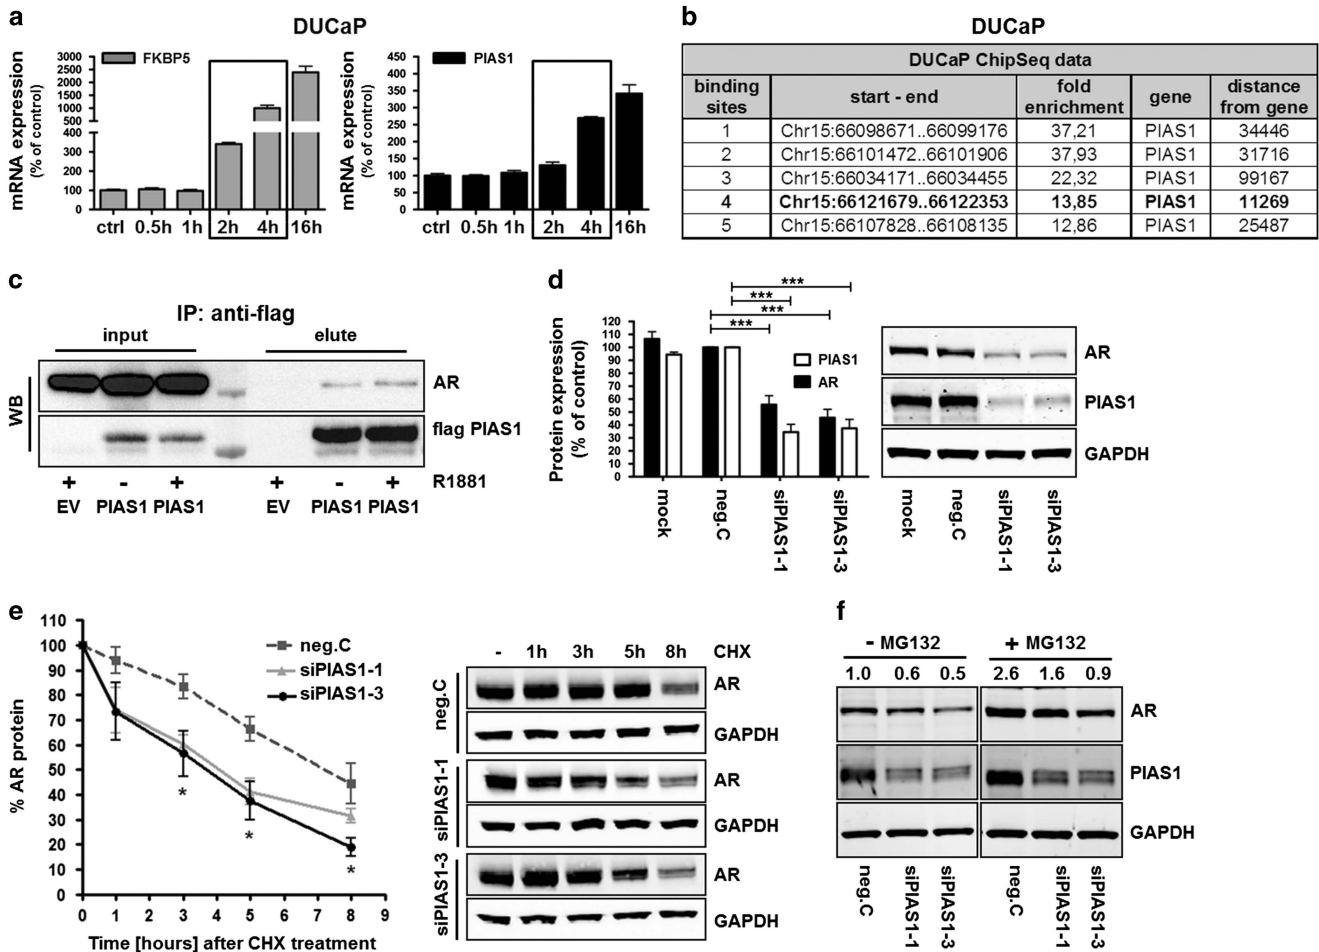 a
DUCaP
mRNA expression
(% of control)
3000
2500
2000
1500
1000
500
400
300
200
100
0
FKBP5
ctrl 0.5h 1h 2h 4h 16h
mRNA expression
(% of control)
450
400
350
300
250
200
150
100
50
0
PIAS1
ctrl 0.5h 1h 2h 4h 16h
b
DUCaP
DUCaP ChipSeq data
binding sites start - end fold enrichment gene distance from gene
1 Chr15:66098671..66099176 37,21 PIAS1 34446
2 Chr15:66101472..66101906 37,93 PIAS1 31716
3 Chr15:66034171..66034455 22,32 PIAS1 99167
4 Chr15:66121679..66122353 13,85 PIAS1 11269
5 Chr15:66107828..66108135 12,86 PIAS1 25487
c
IP: anti-flag
input elute
WB
AR
flag PIAS1
+ - + + - + R1881
EV PIAS1 PIAS1 EV PIAS1 PIAS1
d
Protein expression
(% of control)
120
110
100
90
80
70
60
50
40
30
20
10
0
***
***
***
***
PIAS1
AR
mock neg.C siPIAS1-1 siPIAS1-3
AR
PIAS1
GAPDH
mock neg.C siPIAS1-1 siPIAS1-3
e
% AR protein
110
100
90
80
70
60
50
40
30
20
10
0
neg.C
siPIAS1-1
siPIAS1-3
*
*
*
0 1 2 3 4 5 6 7 8 9
Time [hours] after CHX treatment
- 1h 3h 5h 8h CHX
neg.C
AR
GAPDH
siPIAS1-1
AR
GAPDH
siPIAS1-3
AR
GAPDH
f
- MG132 + MG132
1.0 0.6 0.5 2.6 1.6 0.9
AR
PIAS1
GAPDH
neg.C siPIAS1-1 siPIAS1-3 neg.C siPIAS1-1 siPIAS1-3